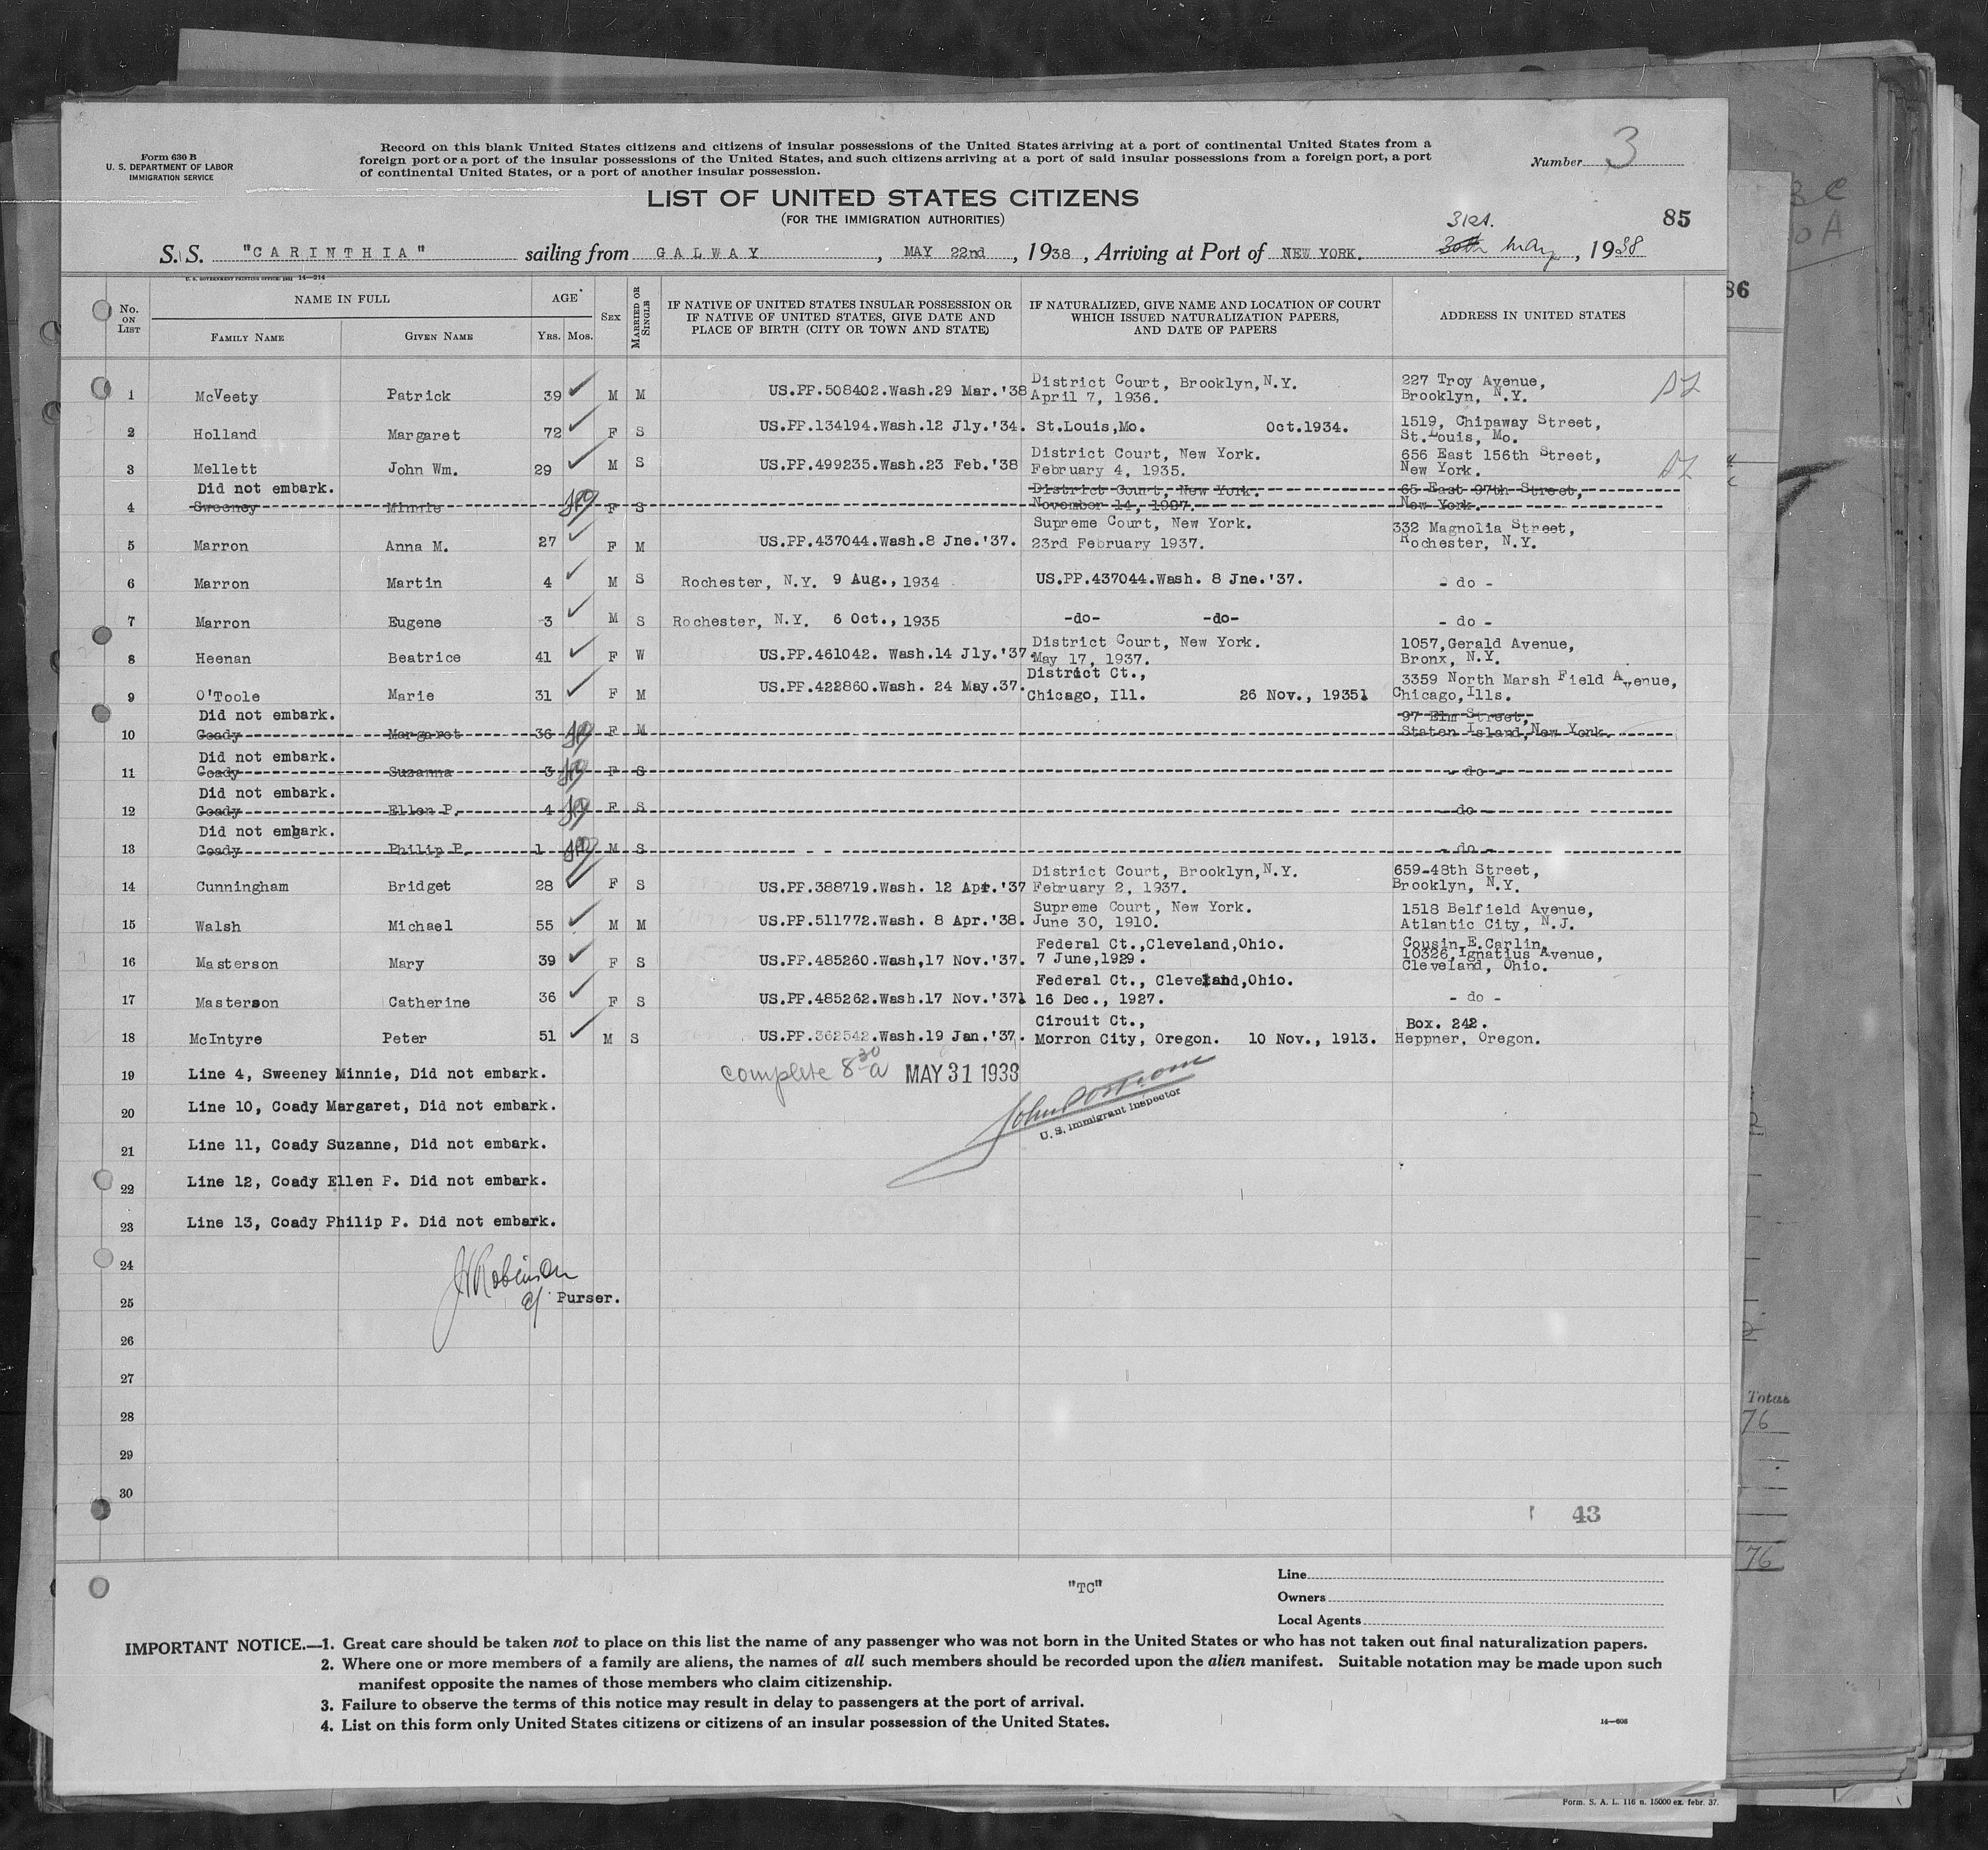 Form 630 B
U. S. DEPARTMENT OF LABOR
IMMIGRATION SERVICE
Record on this blank United States citizens and citizens of insular possessions of the United States arriving at a port of continental United States from a
foreign port or a port of the insular possessions of the United States, and such citizens arriving at a port of said insular possessions from a foreign port, a port
of continental United States, or a port of another insular possession.
Number 3
LIST OF UNITED STATES CITIZENS
(FOR THE IMMIGRATION AUTHORITIES)
85
31st.
S. S. "CARINTHIA" sailing from GALWAY, MAY 22nd, 1938, Arriving at Port of NEW YORK. 30th May, 1938
U. S. GOVERNMENT PRINTING OFFICE: 1931 14—214
No. ON LIST
NAME IN FULL
FAMILY NAME
GIVEN NAME
AGE
YRS. MOS.
SEX
MARRIED OR SINGLE
IF NATIVE OF UNITED STATES INSULAR POSSESSION OR
IF NATIVE OF UNITED STATES, GIVE DATE AND
PLACE OF BIRTH (CITY OR TOWN AND STATE)
IF NATURALIZED, GIVE NAME AND LOCATION OF COURT
WHICH ISSUED NATURALIZATION PAPERS,
AND DATE OF PAPERS
ADDRESS IN UNITED STATES
86
1 McVeety Patrick 39 M M US.PP.508402.Wash.29 Mar.'38 District Court, Brooklyn, N.Y. April 7, 1936. 227 Troy Avenue, Brooklyn, N.Y.
2 Holland Margaret 72 F S US.PP.134194.Wash.12 Jly.'34. St.Louis,Mo. Oct.1934. 1519, Chipaway Street, St.Louis, Mo.
3 Mellett John Wm. 29 M S US.PP.499235.Wash.23 Feb.'38 District Court, New York. February 4, 1935. 656 East 156th Street, New York.
Did not embark.
4 Sweeney Minnie F S District Court, New York. November 14, 1927. 65 East 97th Street, New York.
5 Marron Anna M. 27 F M US.PP.437044.Wash.8 Jne.'37. Supreme Court, New York. 23rd February 1937. 332 Magnolia Street, Rochester, N.Y.
6 Marron Martin 4 M S Rochester, N.Y. 9 Aug., 1934 US.PP.437044.Wash. 8 Jne.'37. - do -
7 Marron Eugene 3 M S Rochester, N.Y. 6 Oct., 1935 -do- -do- - do -
8 Heenan Beatrice 41 F W US.PP.461042. Wash.14 Jly.'37. District Court, New York. May 17, 1937. 1057, Gerald Avenue, Bronx, N.Y.
9 O'Toole Marie 31 F M US.PP.422860.Wash. 24 May.37. District Ct., Chicago, Ill. 26 Nov., 1935 3359 North Marsh Field Avenue, Chicago, Ills.
Did not embark.
10 Coady Margaret 36 F M 97 Elm Street, Staten Island, New York.
Did not embark.
11 Coady Suzanna 3 F S - do -
Did not embark.
12 Coady Ellen P. 4 F S - do -
Did not embark.
13 Coady Philip P. 1 M S - do -
14 Cunningham Bridget 28 F S US.PP.388719.Wash. 12 Apr.'37 District Court, Brooklyn, N.Y. February 2, 1937. 659-48th Street, Brooklyn, N.Y.
15 Walsh Michael 55 M M US.PP.511772.Wash. 8 Apr.'38. Supreme Court, New York. June 30, 1910. 1518 Belfield Avenue, Atlantic City, N.J.
16 Masterson Mary 39 F S US.PP.485260.Wash,17 Nov.'37. Federal Ct.,Cleveland,Ohio. 7 June,1929. Cousin E.Carlin, 10326, Ignatius Avenue, Cleveland, Ohio.
17 Masterson Catherine 36 F S US.PP.485262.Wash.17 Nov.'37 Federal Ct., Cleveland,Ohio. 16 Dec., 1927. - do -
18 McIntyre Peter 51 M S US.PP.362542.Wash.19 Jan.'37. Circuit Ct., Morron City, Oregon. 10 Nov., 1913. Box. 242. Heppner, Oregon.
19 Line 4, Sweeney Minnie, Did not embark.
complete 8 30 a MAY 31 1938
20 Line 10, Coady Margaret, Did not embark.
U. S. Immigrant Inspector
21 Line 11, Coady Suzanne, Did not embark.
22 Line 12, Coady Ellen P. Did not embark.
23 Line 13, Coady Philip P. Did not embark.
24
J Robinson
25 Purser.
26
27
28
29
30
43
Total
76
76
"TC"
Line
Owners
Local Agents
IMPORTANT NOTICE.—1. Great care should be taken not to place on this list the name of any passenger who was not born in the United States or who has not taken out final naturalization papers.
2. Where one or more members of a family are aliens, the names of all such members should be recorded upon the alien manifest. Suitable notation may be made upon such
manifest opposite the names of those members who claim citizenship.
3. Failure to observe the terms of this notice may result in delay to passengers at the port of arrival.
4. List on this form only United States citizens or citizens of an insular possession of the United States.
14—608
Form. S. A. L. 116 n. 15000 ex. febr. 37.